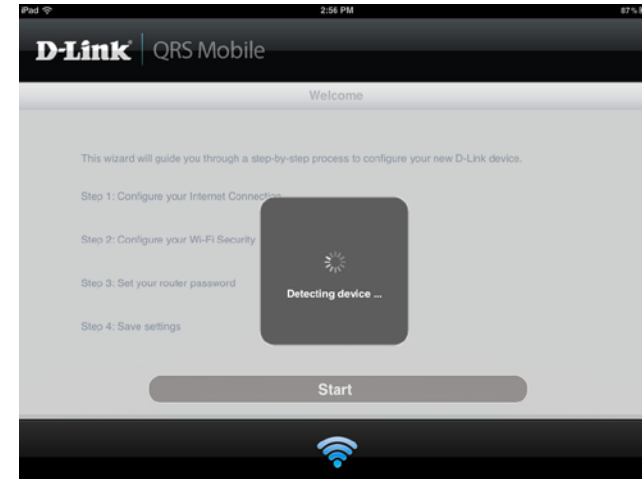 iPad 2:56 PM 87%
D-Link QRS Mobile
Welcome
This wizard will guide you through a step-by-step process to configure your new D-Link device.
Step 1: Configure your Internet Connection
Step 2: Configure your Wi-Fi Security
Step 3: Set your router password
Detecting device ...
Step 4: Save settings
Start